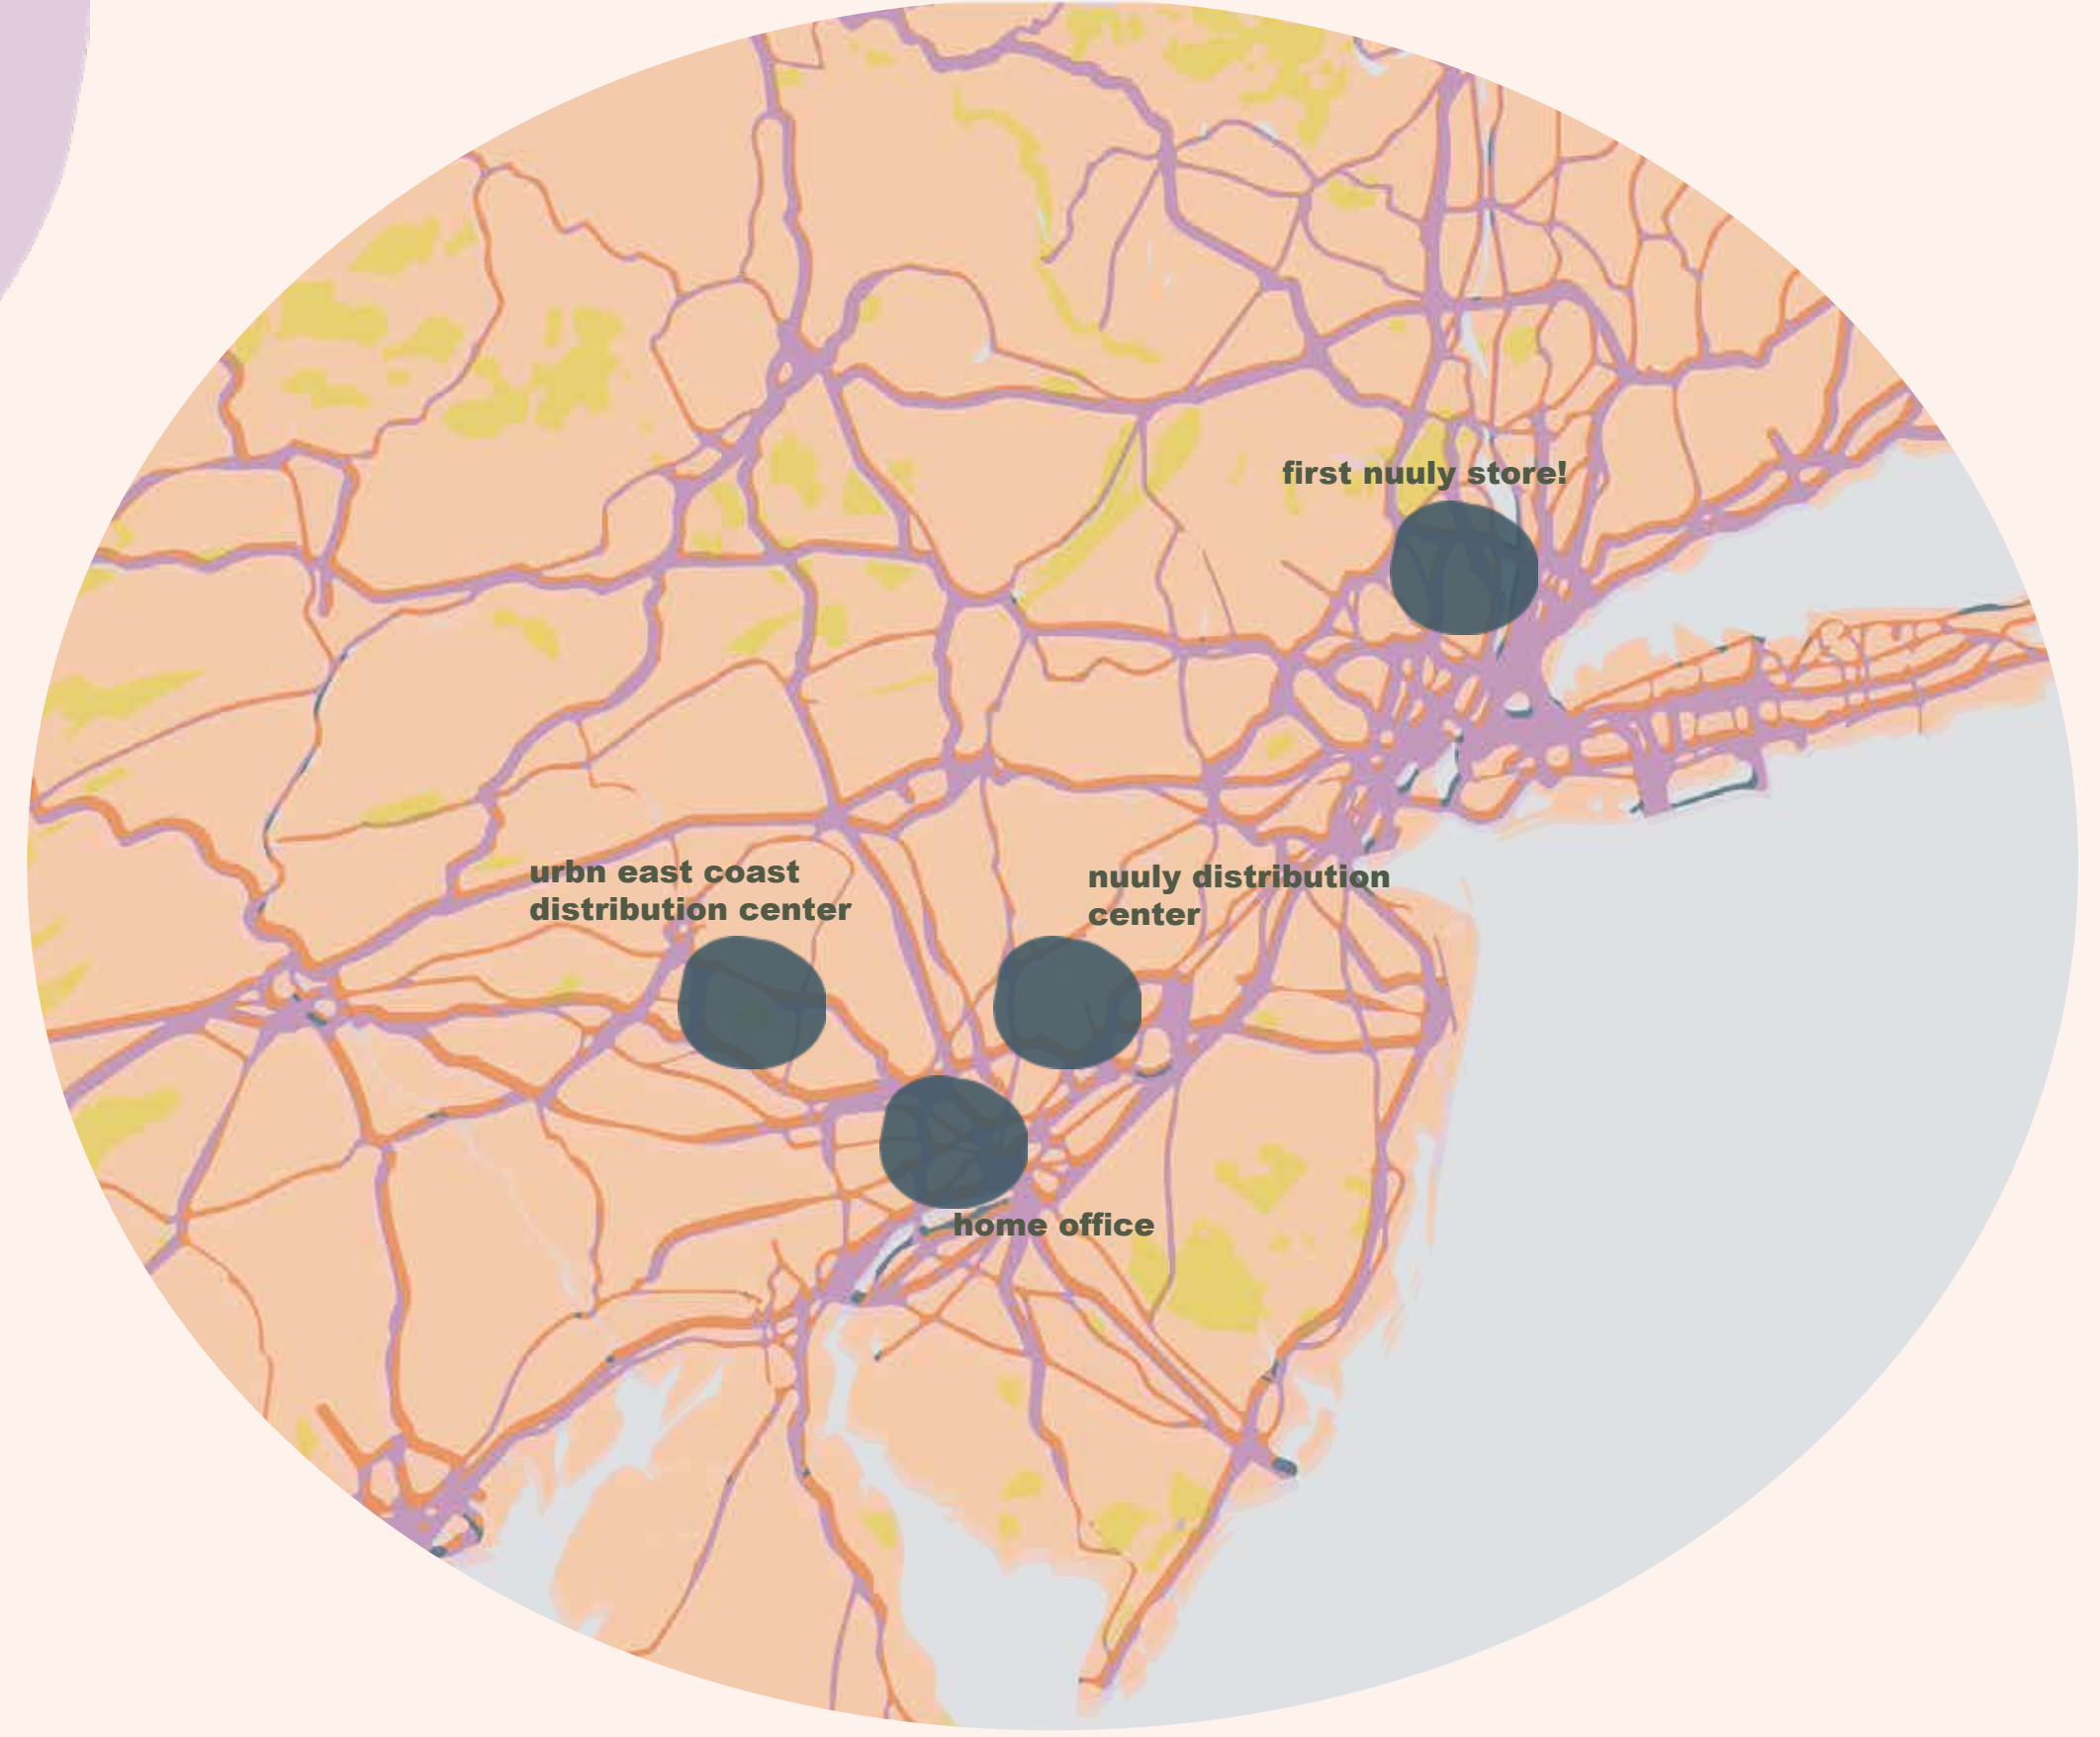 first nuuly store!
urbn east coast
distribution center
nuuly distribution
center
home office